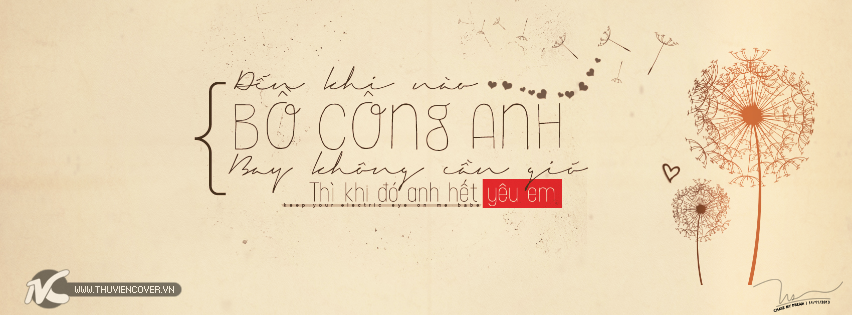 Đến khi nào
BỒ CÔNG ANH
Bay không cần gió
Thì khi đó anh hết yêu em
keep your electric eye on me babe
WWW.THUVIENCOVER.VN